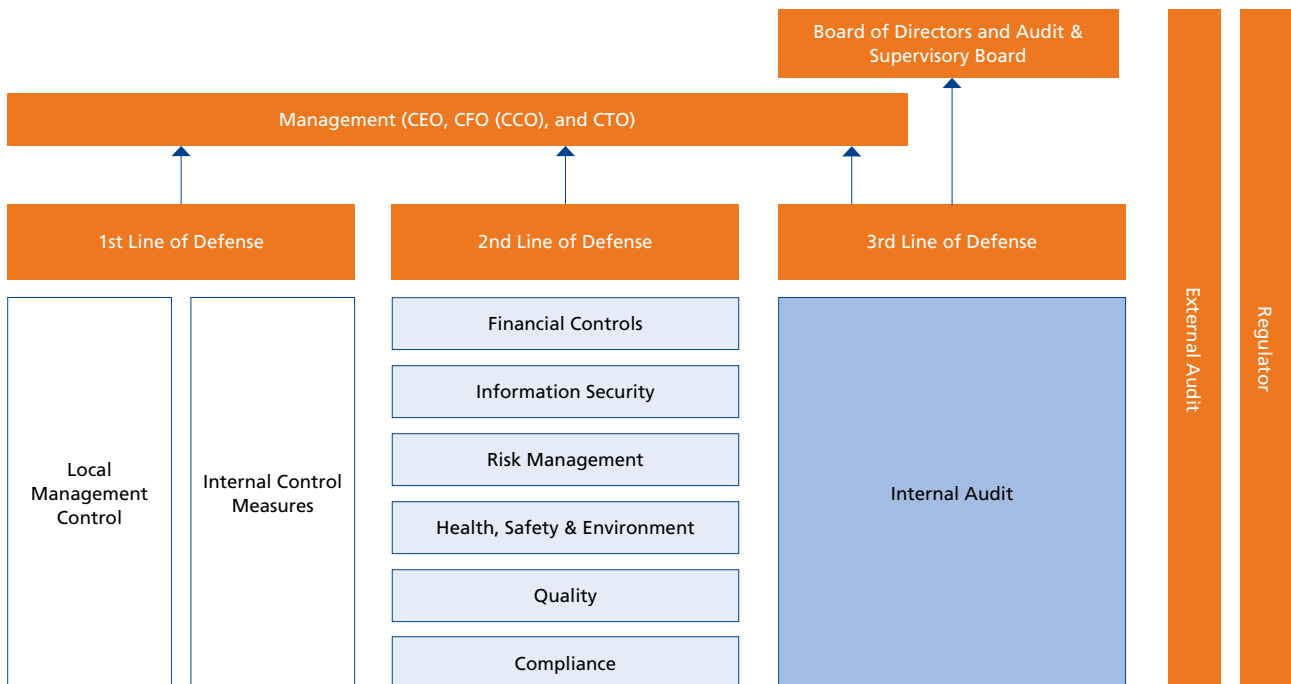 Board of Directors and Audit &
Supervisory Board
Management (CEO, CFO (CCO), and CTO)
1st Line of Defense
2nd Line of Defense
3rd Line of Defense
Local
Management
Control
Internal Control
Measures
Financial Controls
Information Security
Risk Management
Health, Safety & Environment
Quality
Compliance
Internal Audit
External Audit
Regulator